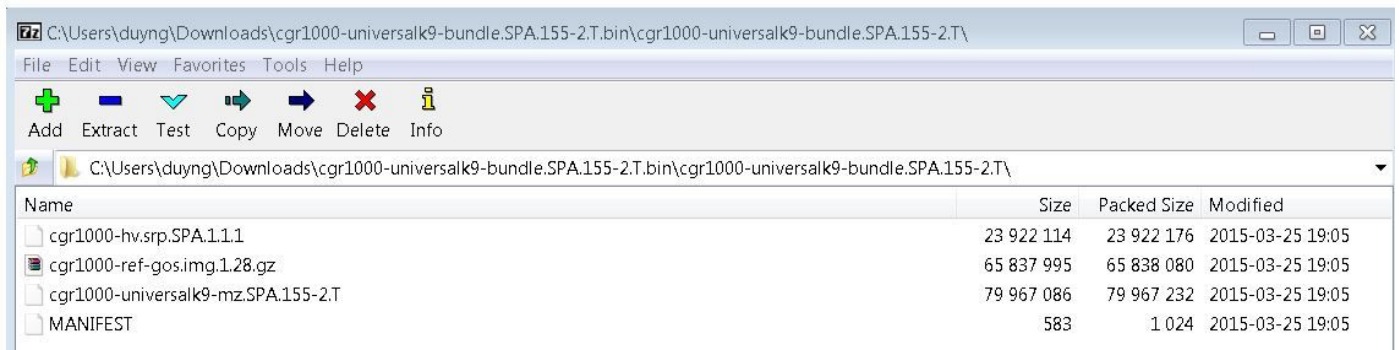 7z C:\Users\duyng\Downloads\cgr1000-universalk9-bundle.SPA.155-2.T.bin\cgr1000-universalk9-bundle.SPA.155-2.T\
File Edit View Favorites Tools Help
Add Extract Test Copy Move Delete Info
C:\Users\duyng\Downloads\cgr1000-universalk9-bundle.SPA.155-2.T.bin\cgr1000-universalk9-bundle.SPA.155-2.T\
Name Size Packed Size Modified
cgr1000-hv.srp.SPA.1.1.1 23 922 114 23 922 176 2015-03-25 19:05
cgr1000-ref-gos.img.1.28.gz 65 837 995 65 838 080 2015-03-25 19:05
cgr1000-universalk9-mz.SPA.155-2.T 79 967 086 79 967 232 2015-03-25 19:05
MANIFEST 583 1 024 2015-03-25 19:05